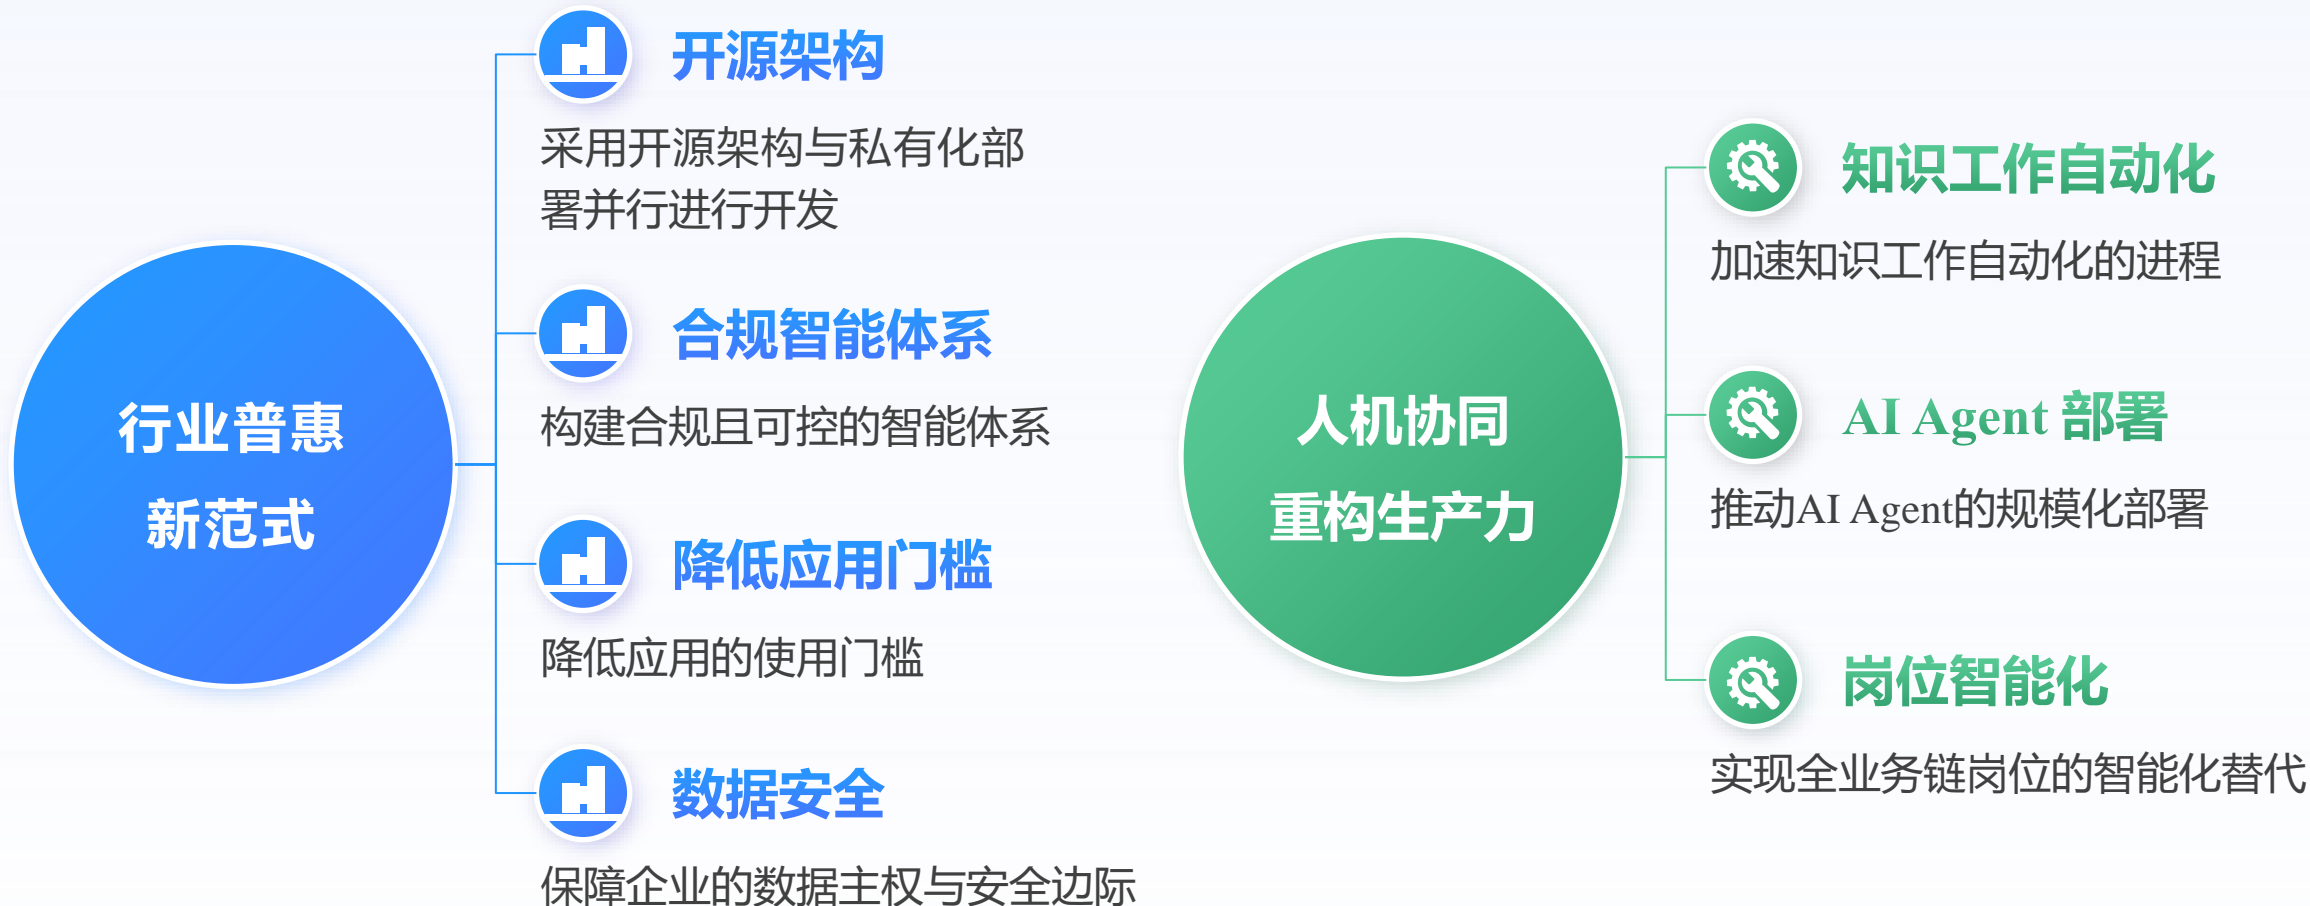 行业普惠
新范式
开源架构
采用开源架构与私有化部
署并行进行开发
合规智能体系
构建合规且可控的智能体系
降低应用门槛
降低应用的使用门槛
数据安全
保障企业的数据主权与安全边际
人机协同
重构生产力
知识工作自动化
加速知识工作自动化的进程
AI Agent 部署
推动AI Agent的规模化部署
岗位智能化
实现全业务链岗位的智能化替代